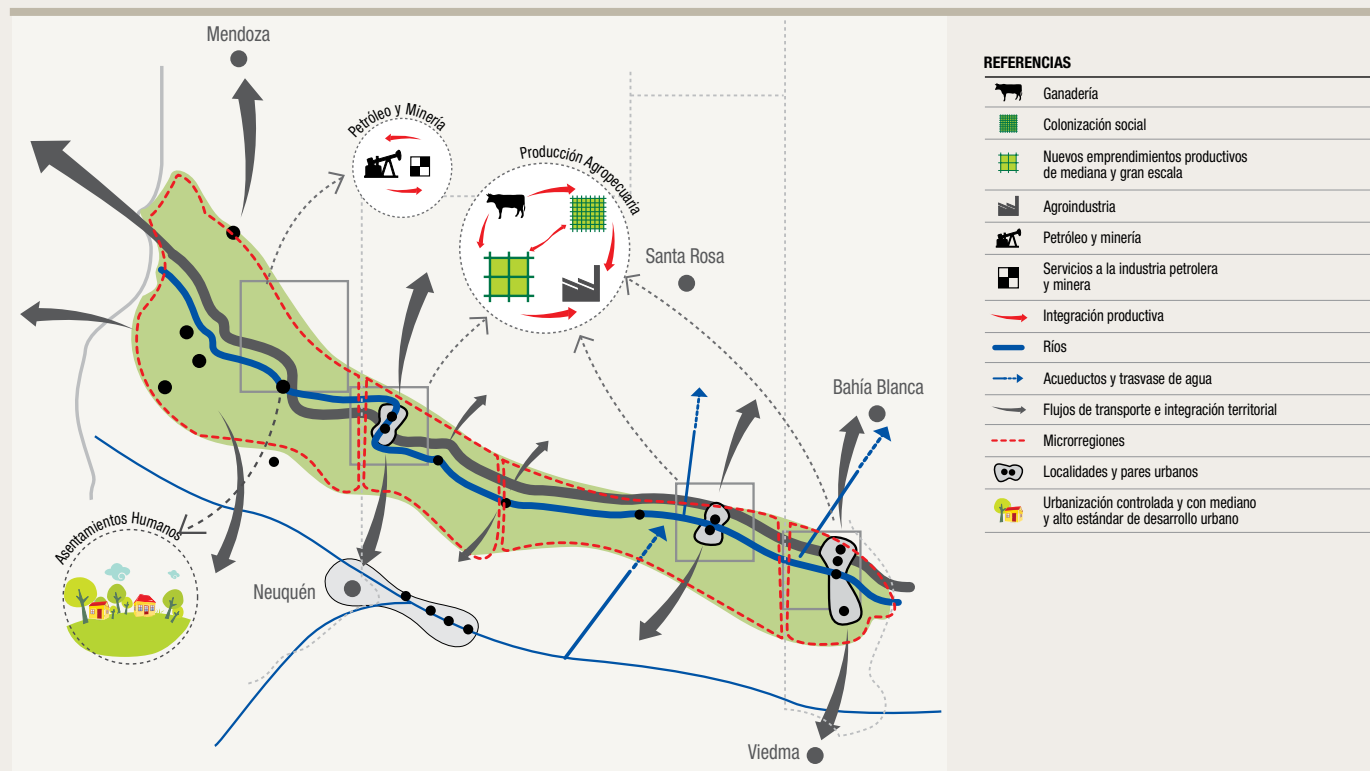 Mendoza
Petróleo y Minería
Producción Agropecuaria
Santa Rosa
Bahía Blanca
Asentamientos Humanos
Neuquén
Viedma
REFERENCIAS
Ganadería
Colonización social
Nuevos emprendimientos productivos
de mediana y gran escala
Agroindustria
Petróleo y minería
Servicios a la industria petrolera
y minera
Integración productiva
Ríos
Acueductos y trasvase de agua
Flujos de transporte e integración territorial
Microrregiones
Localidades y pares urbanos
Urbanización controlada y con mediano
y alto estándar de desarrollo urbano